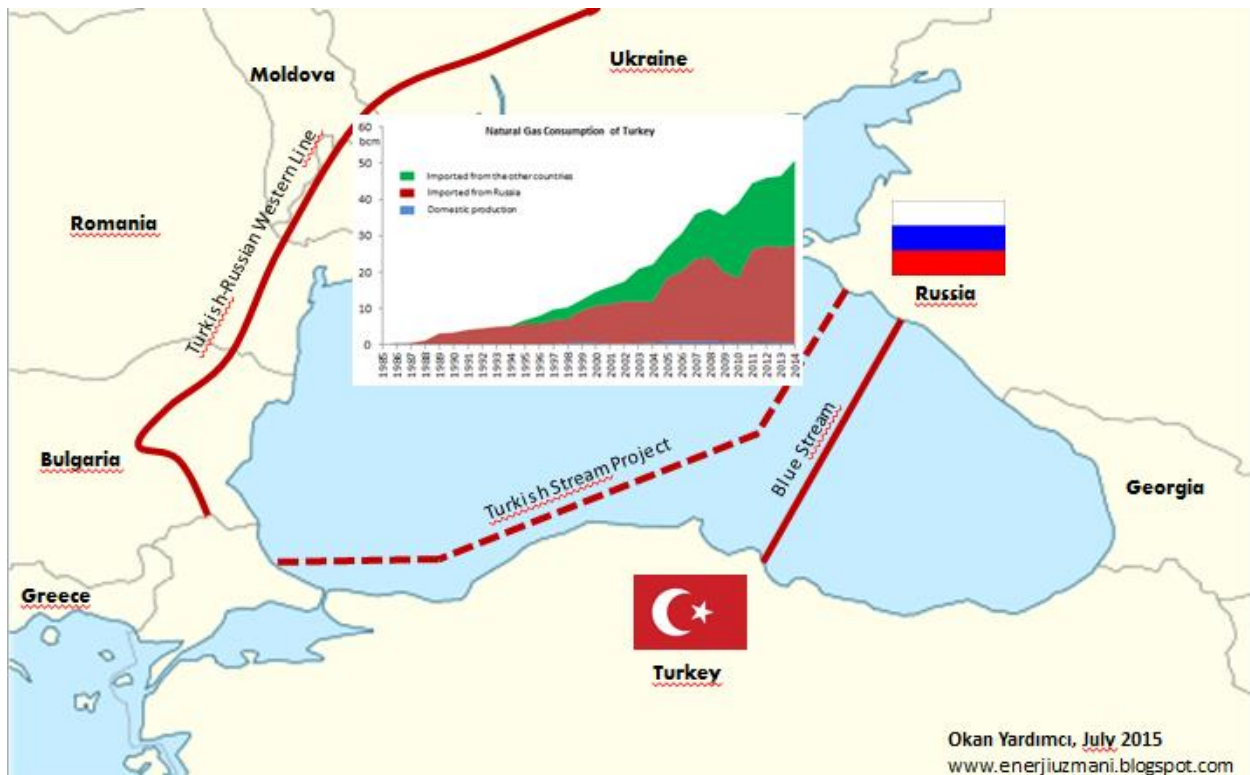 Ukraine
Moldova
Romania
Turkish-Russian Western Line
Natural Gas Consumption of Turkey
60
bcm
50
40
30
20
10
0
Imported from the other countries
Imported from Russia
Domestic production
1985
1986
1987
1988
1989
1990
1991
1992
1993
1994
1995
1996
1997
1998
1999
2000
2001
2002
2003
2004
2005
2006
2007
2008
2009
2010
2011
2012
2013
2014
Russia
Bulgaria
Turkish Stream Project
Blue Stream
Georgia
Greece
Turkey
Okan Yardımcı, July 2015
www.enerjiuzmani.blogspot.com